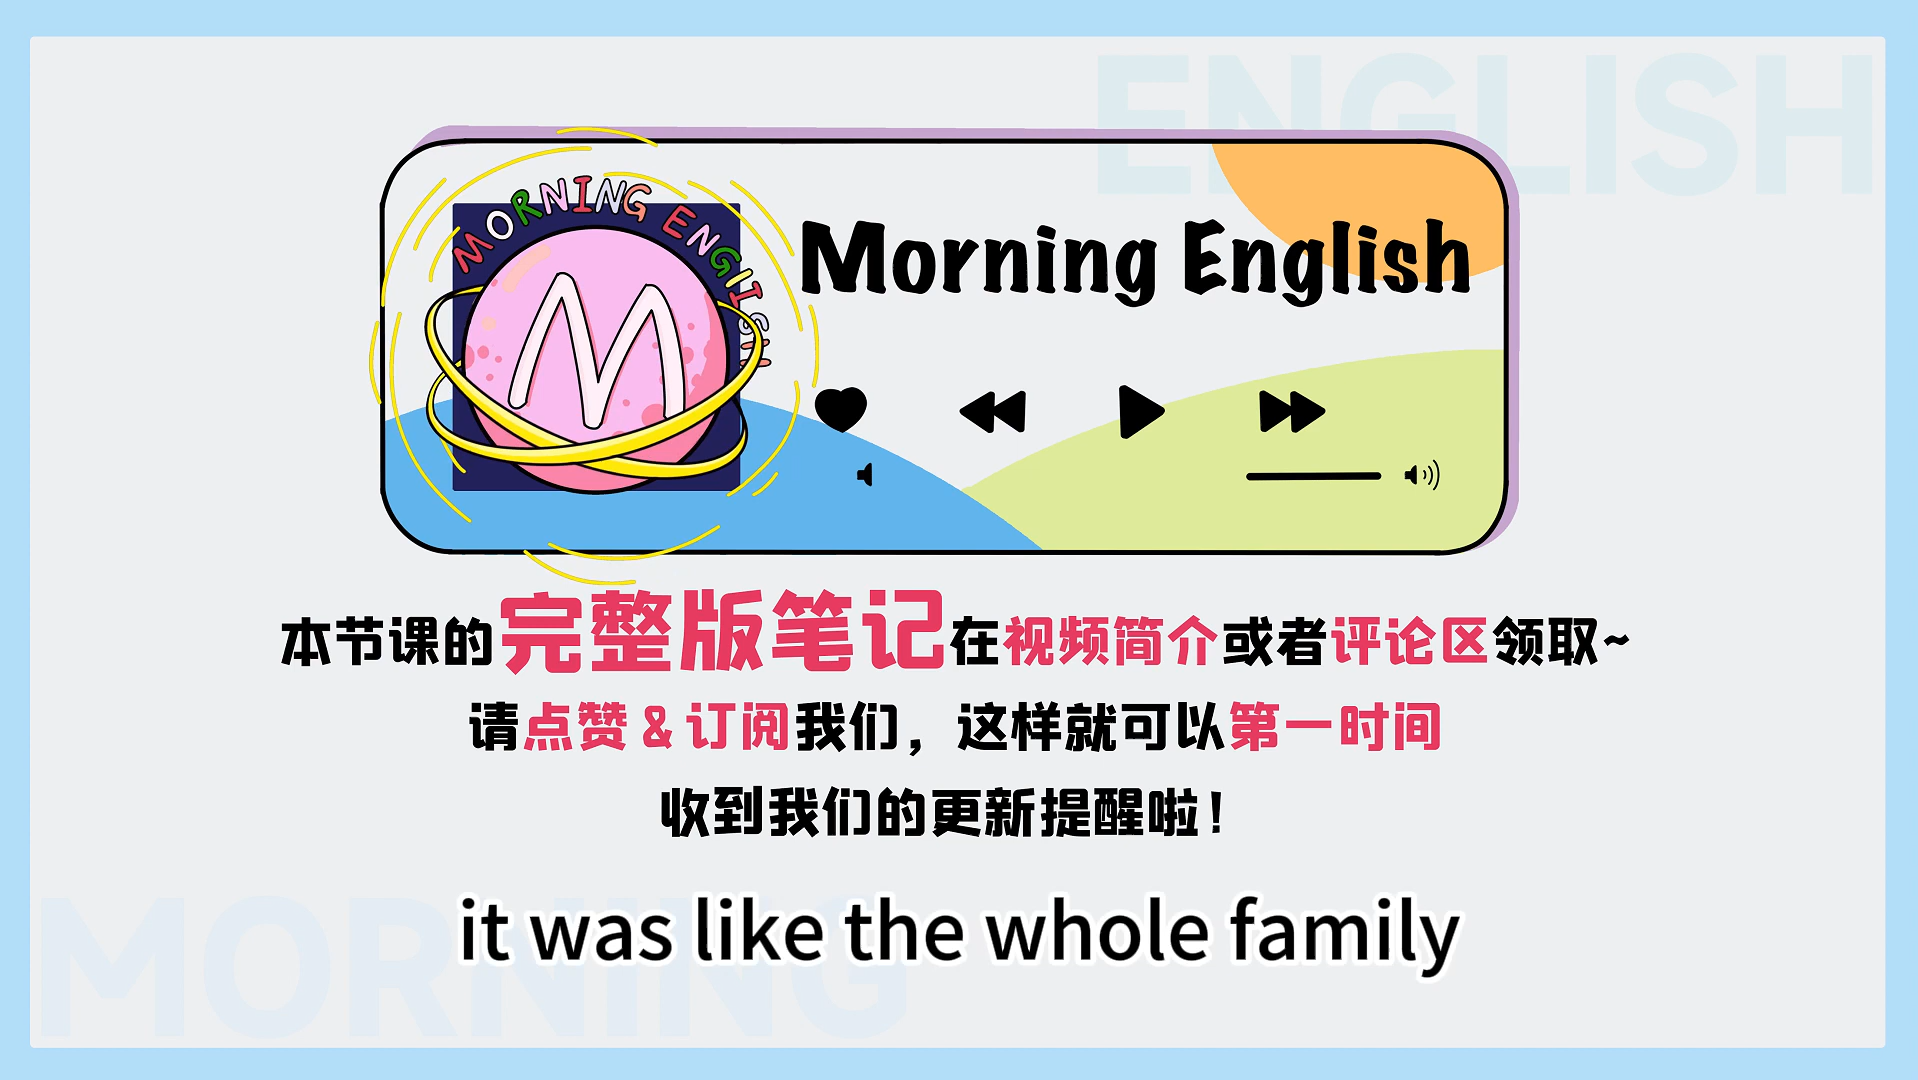 ENGLISH
MORNING ENGLISH
M
Morning English
本节课的完整版笔记在视频简介或者评论区领取~
请点赞&订阅我们，这样就可以第一时间
收到我们的更新提醒啦！
MORNING
it was like the whole family